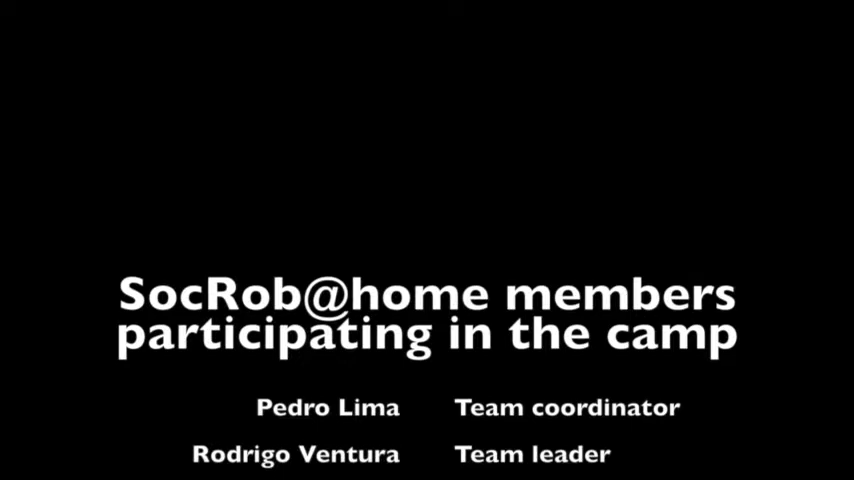 SocRob@home members
participating in the camp
Pedro Lima Team coordinator
Rodrigo Ventura Team leader